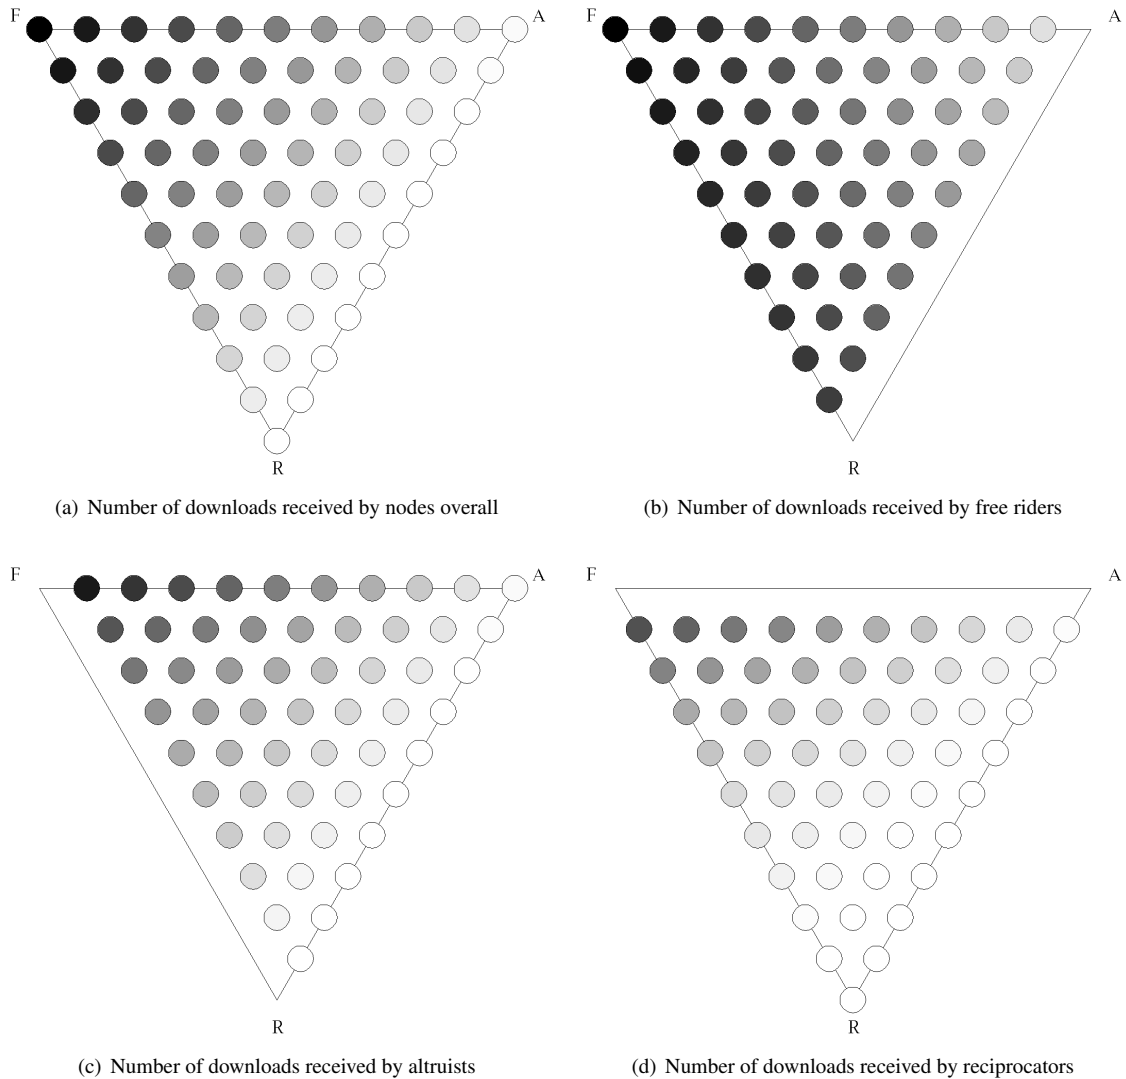 F A F A
R R
(a) Number of downloads received by nodes overall (b) Number of downloads received by free riders
F A F A
R R
(c) Number of downloads received by altruists (d) Number of downloads received by reciprocators